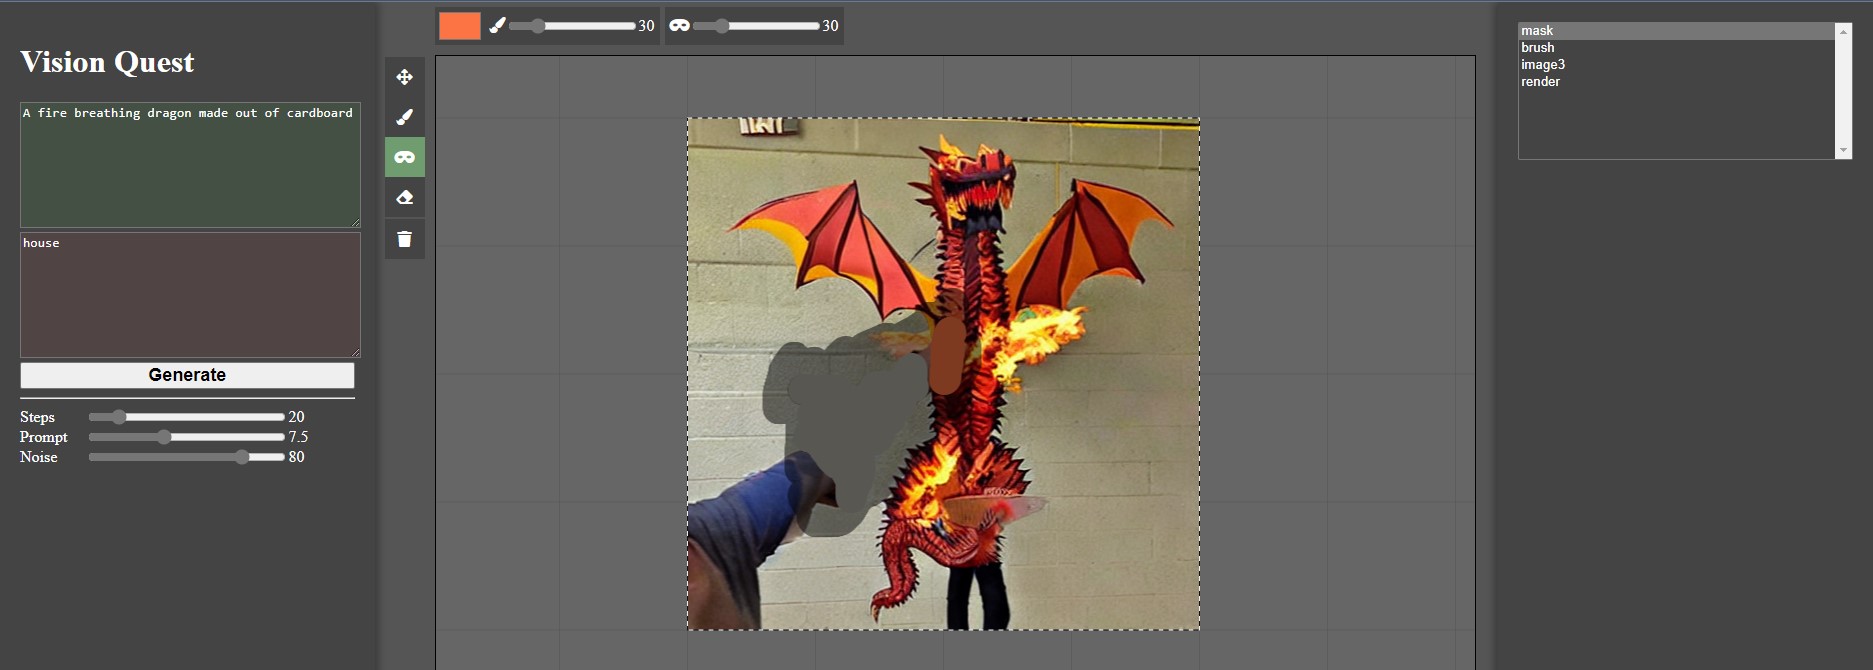 Vision Quest
A fire breathing dragon made out of cardboard
house
Generate
Steps 20
Prompt 7.5
Noise 80
30
30
mask
brush
image3
render